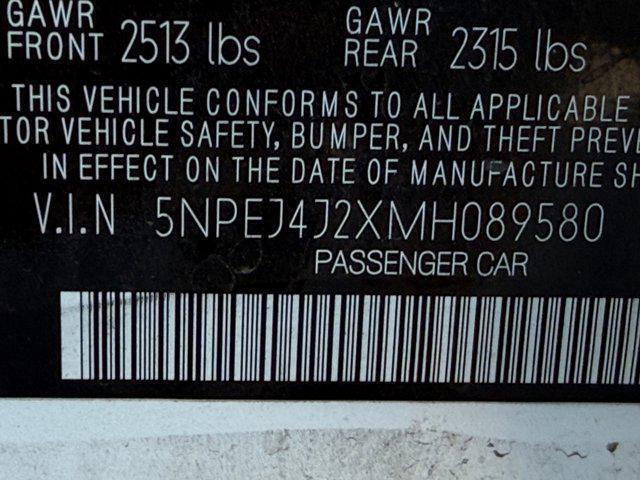 GAWR GAWR
FRONT 2513 lbs REAR 2315 lbs
THIS VEHICLE CONFORMS TO ALL APPLICABLE
TOR VEHICLE SAFETY, BUMPER, AND THEFT PREVE
IN EFFECT ON THE DATE OF MANUFACTURE SH
V.I.N 5NPEJ4J2XMH089580
PASSENGER CAR